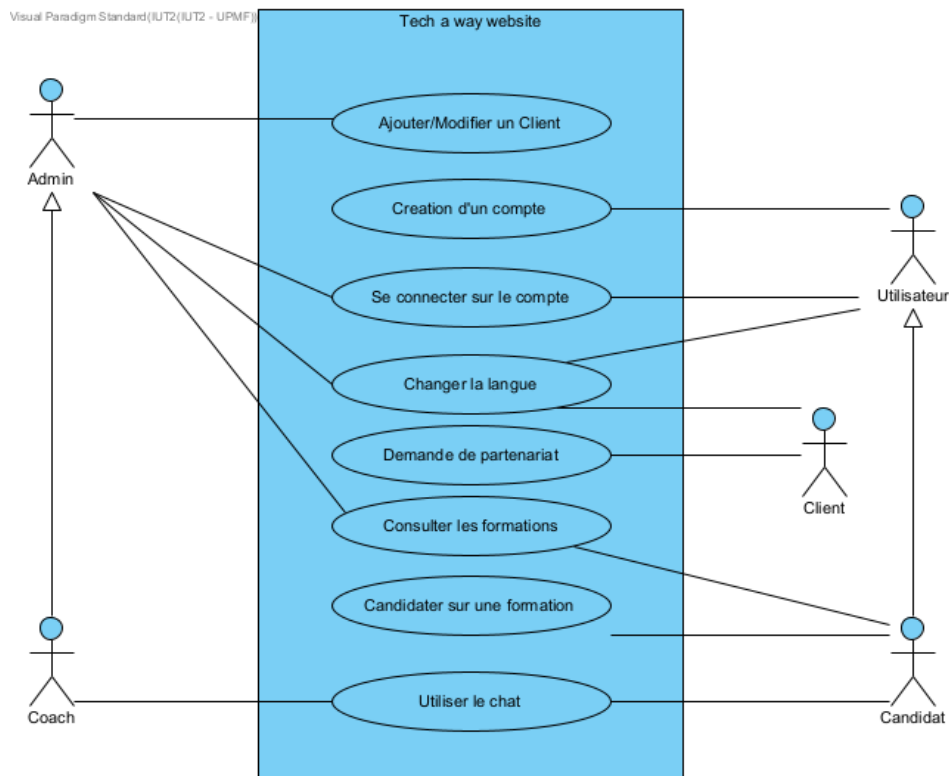 Visual Paradigm Standard(IUT2(IUT2 - UPMF))
Tech a way website
Ajouter/Modifier un Client
Admin
Creation d'un compte
Se connecter sur le compte
Utilisateur
Changer la langue
Demande de partenariat
Client
Consulter les formations
Candidater sur une formation
Utiliser le chat
Coach
Candidat